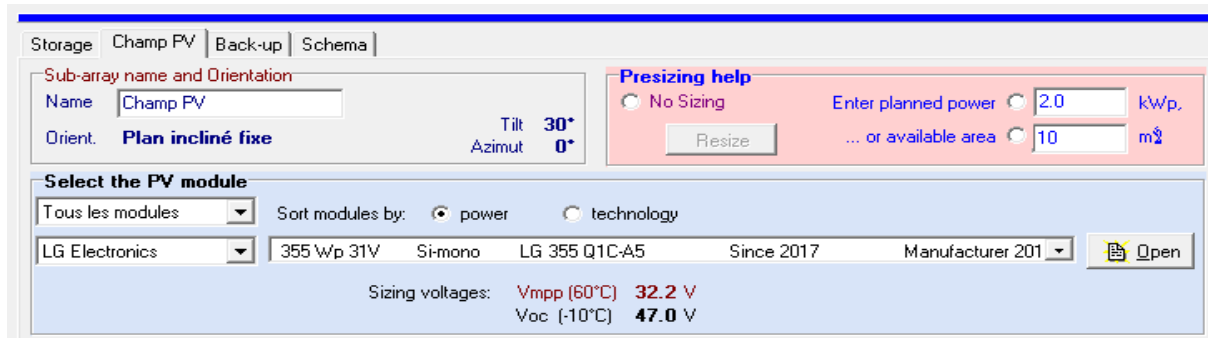 Storage Champ PV Back-up Schema
Sub-array name and Orientation
Name Champ PV
Orient. Plan incliné fixe
Tilt 30°
Azimut 0°
Presizing help
No Sizing Enter planned power 2.0 kWp,
Resize ... or available area 10 m²
Select the PV module
Tous les modules Sort modules by: power technology
LG Electronics 355 Wp 31V Si-mono LG 355 Q1C-A5 Since 2017 Manufacturer 201 Open
Sizing voltages: Vmpp (60°C) 32.2 V
Voc (-10°C) 47.0 V